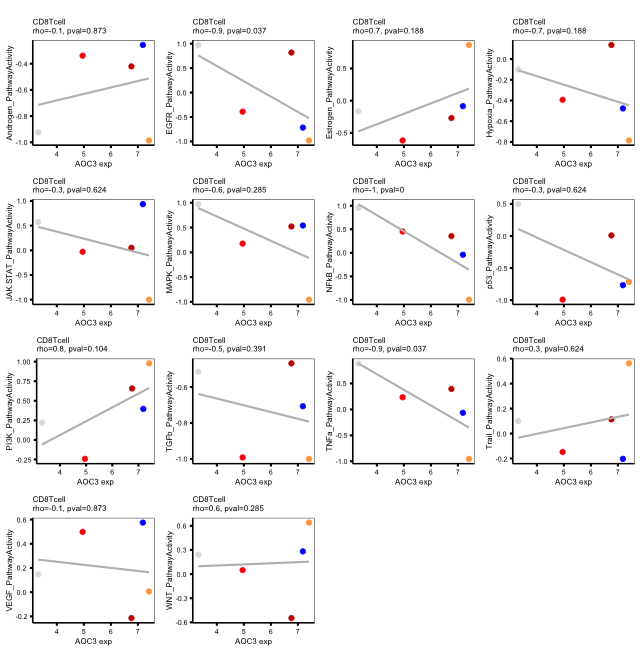 CD8Tcell
rho=-0.1, pval=0.873
Androgen_PathwayActivity
-0.4
-0.6
-0.8
-1.0
4 5 6 7
AOC3 exp
CD8Tcell
rho=-0.9, pval=0.037
EGFR_PathwayActivity
1.0
0.5
0.0
-0.5
-1.0
4 5 6 7
AOC3 exp
CD8Tcell
rho=0.7, pval=0.188
Estrogen_PathwayActivity
0.5
0.0
-0.5
4 5 6 7
AOC3 exp
CD8Tcell
rho=-0.7, pval=0.188
Hypoxia_PathwayActivity
0.0
-0.2
-0.4
-0.6
-0.8
4 5 6 7
AOC3 exp
CD8Tcell
rho=-0.3, pval=0.624
JAK.STAT_PathwayActivity
1.0
0.5
0.0
-0.5
-1.0
4 5 6 7
AOC3 exp
CD8Tcell
rho=-0.6, pval=0.285
MAPK_PathwayActivity
1.0
0.5
0.0
-0.5
-1.0
4 5 6 7
AOC3 exp
CD8Tcell
rho=-1, pval=0
NFkB_PathwayActivity
1.0
0.5
0.0
-0.5
-1.0
4 5 6 7
AOC3 exp
CD8Tcell
rho=-0.3, pval=0.624
p53_PathwayActivity
0.5
0.0
-0.5
-1.0
4 5 6 7
AOC3 exp
CD8Tcell
rho=0.8, pval=0.104
PI3K_PathwayActivity
1.00
0.75
0.50
0.25
0.00
-0.25
4 5 6 7
AOC3 exp
CD8Tcell
rho=-0.5, pval=0.391
TGFb_PathwayActivity
-0.6
-0.8
-1.0
4 5 6 7
AOC3 exp
CD8Tcell
rho=-0.9, pval=0.037
TNFa_PathwayActivity
0.5
0.0
-0.5
-1.0
4 5 6 7
AOC3 exp
CD8Tcell
rho=0.3, pval=0.624
Trail_PathwayActivity
0.6
0.4
0.2
0.0
-0.2
4 5 6 7
AOC3 exp
CD8Tcell
rho=-0.1, pval=0.873
VEGF_PathwayActivity
0.6
0.4
0.2
0.0
-0.2
4 5 6 7
AOC3 exp
CD8Tcell
rho=0.6, pval=0.285
WNT_PathwayActivity
0.6
0.3
0.0
-0.3
-0.6
4 5 6 7
AOC3 exp